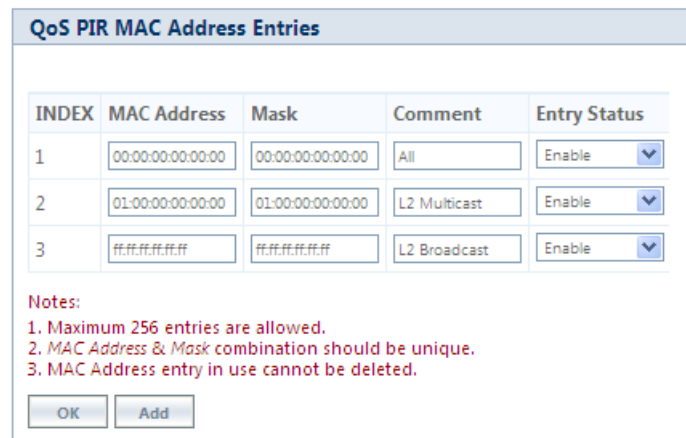 QoS PIR MAC Address Entries
INDEX MAC Address Mask Comment Entry Status
1 00:00:00:00:00:00 00:00:00:00:00:00 All Enable
2 01:00:00:00:00:00 01:00:00:00:00:00 L2 Multicast Enable
3 ff:ff:ff:ff:ff:ff ff:ff:ff:ff:ff:ff L2 Broadcast Enable
Notes:
1. Maximum 256 entries are allowed.
2. MAC Address & Mask combination should be unique.
3. MAC Address entry in use cannot be deleted.
OK Add